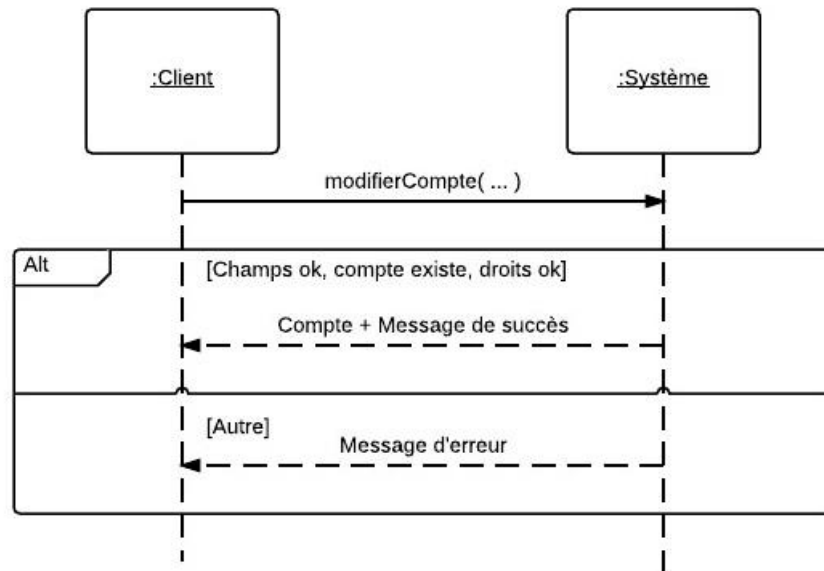 :Client
:Système
modifierCompte( ... )
Alt
[Champs ok, compte existe, droits ok]
Compte + Message de succès
[Autre]
Message d'erreur